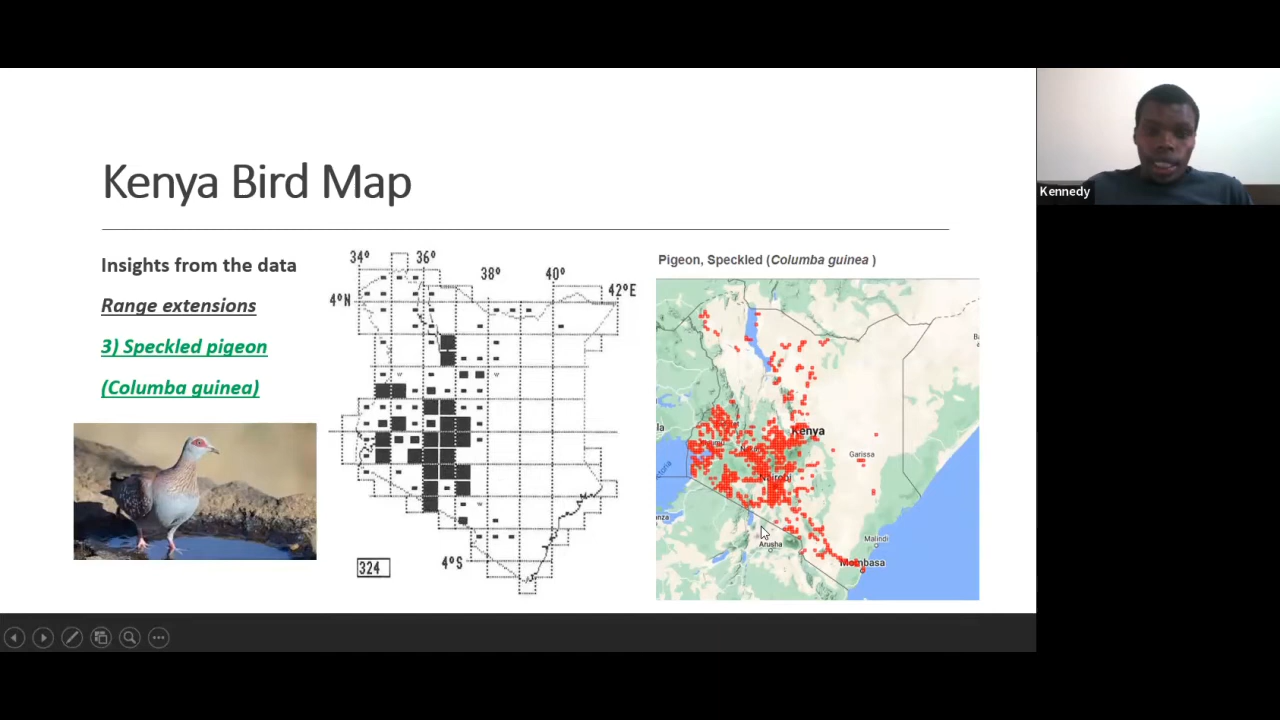 Kenya Bird Map
Kennedy
Insights from the data
Range extensions
3) Speckled pigeon
(Columba guinea)
34º 36º 38º 40º 42ºE
4ºN
4ºS
324
Pigeon, Speckled (Columba guinea )
Kenya
Garissa
Nairobi
Arusha
Malindi
Mombasa